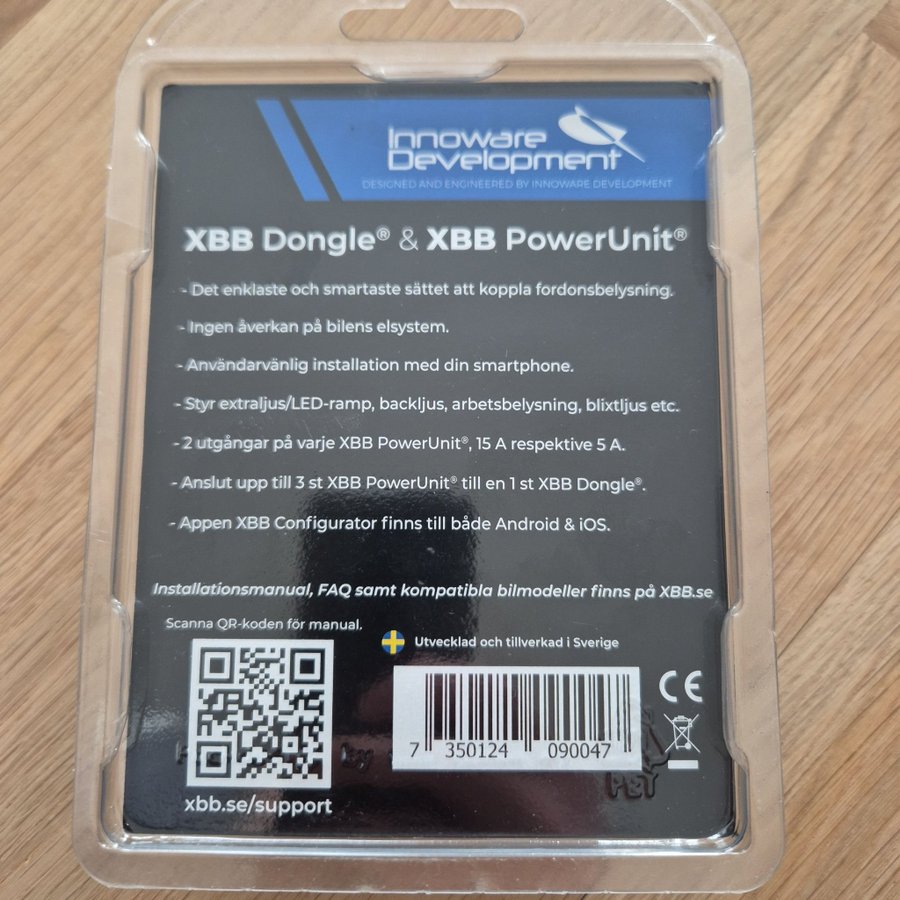 Innoware
Development
DESIGNED AND ENGINEERED BY INNOWARE DEVELOPMENT
XBB Dongle® & XBB PowerUnit®
- Det enklaste och smartaste sättet att koppla fordonsbelysning.
- Ingen åverkan på bilens elsystem.
- Användarvänlig installation med din smartphone.
- Styr extraljus/LED-ramp, backljus, arbetsbelysning, blixtljus etc.
- 2 utgångar på varje XBB PowerUnit®, 15 A respektive 5 A.
- Anslut upp till 3 st XBB PowerUnit® till en 1 st XBB Dongle®.
- Appen XBB Configurator finns till både Android & iOS.
Installationsmanual, FAQ samt kompatibla bilmodeller finns på XBB.se
Scanna QR-koden för manual.
Utvecklad och tillverkad i Sverige
CE
7 350124 090047
by
PET
xbb.se/support